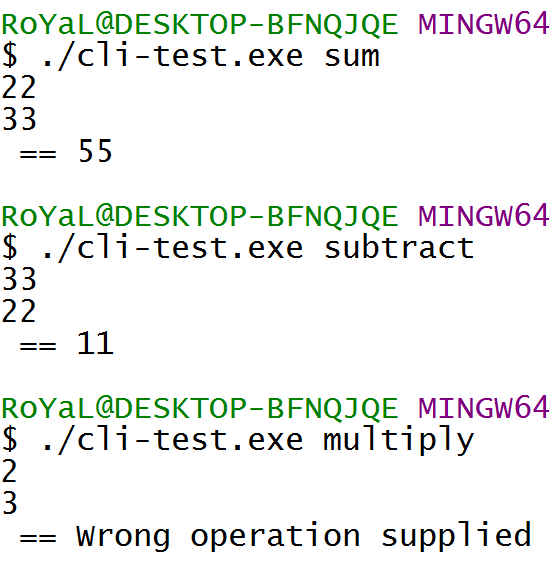 RoYaL@DESKTOP-BFNQJQE MINGW64
$ ./cli-test.exe sum
22
33
 == 55
RoYaL@DESKTOP-BFNQJQE MINGW64
$ ./cli-test.exe subtract
33
22
 == 11
RoYaL@DESKTOP-BFNQJQE MINGW64
$ ./cli-test.exe multiply
2
3
 == Wrong operation supplied